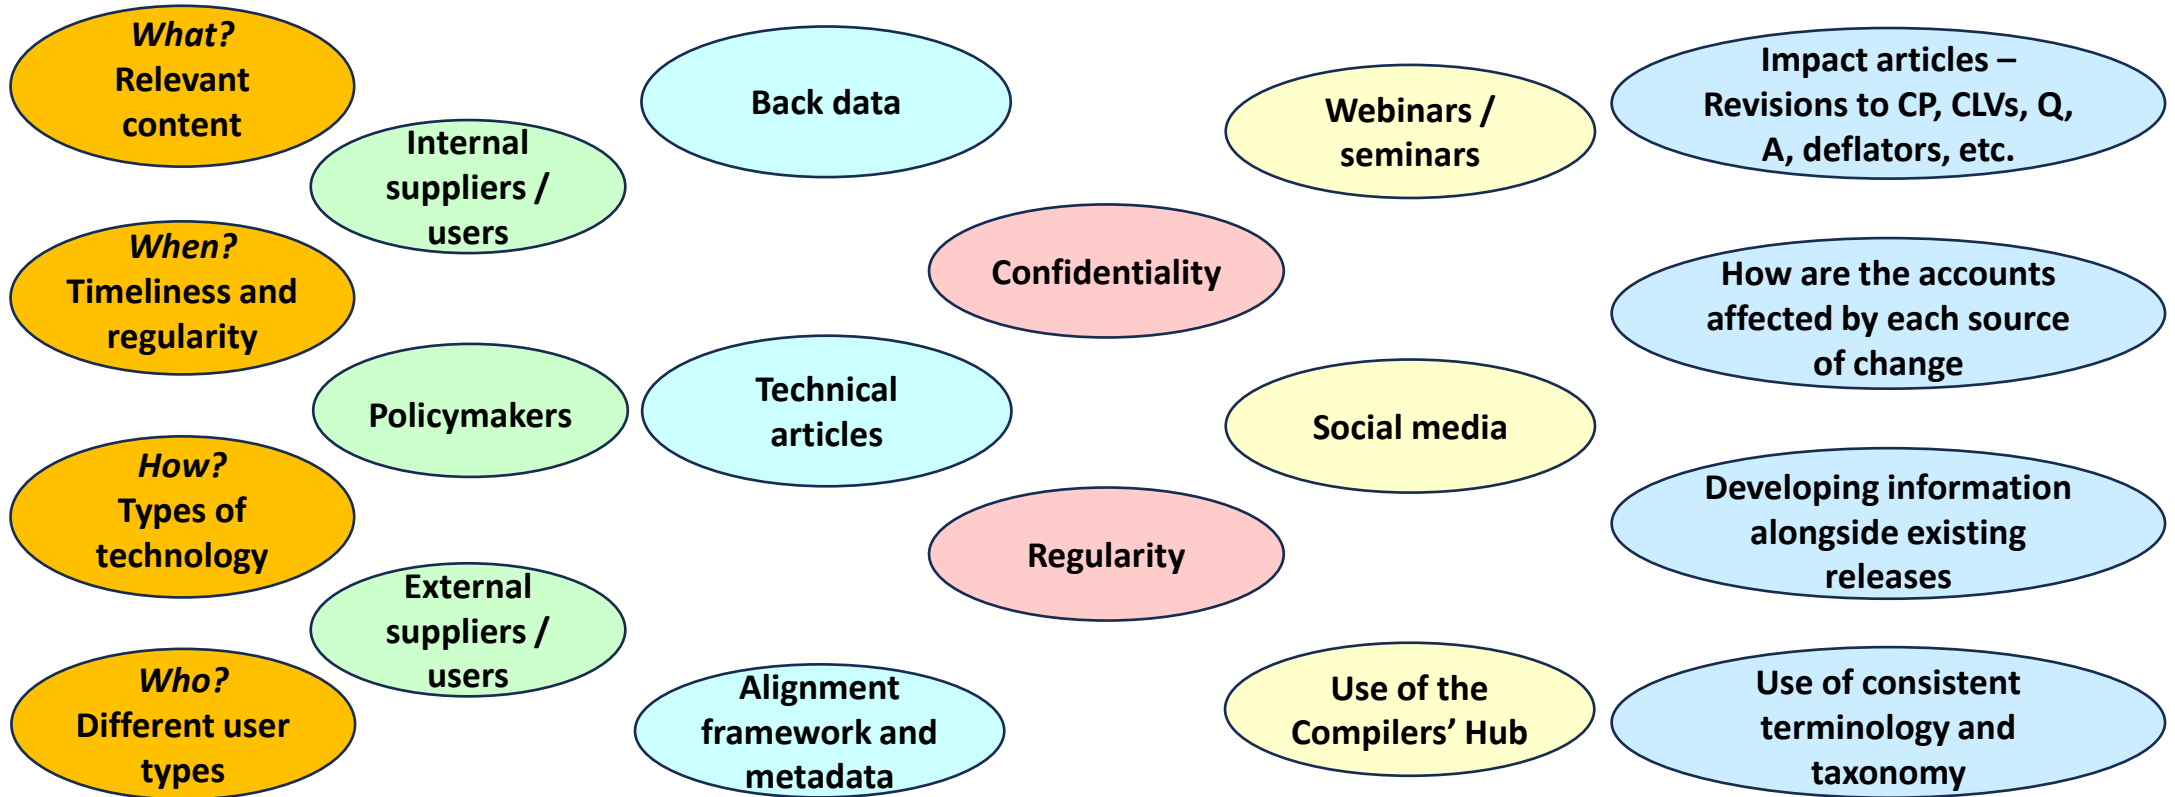 What?
Relevant
content
When?
Timeliness and
regularity
How?
Types of
technology
Who?
Different user
types
Internal
suppliers /
users
Policymakers
External
suppliers /
users
Back data
Technical
articles
Alignment
framework and
metadata
Confidentiality
Regularity
Webinars /
seminars
Social media
Use of the
Compilers’ Hub
Impact articles –
Revisions to CP, CLVs, Q,
A, deflators, etc.
How are the accounts
affected by each source
of change
Developing information
alongside existing
releases
Use of consistent
terminology and
taxonomy